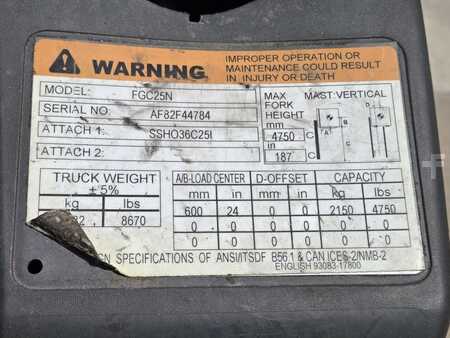 WARNING
IMPROPER OPERATION OR
MAINTENANCE COULD RESULT
IN INJURY OR DEATH
MODEL: FGC25N
SERIAL NO: AF82F44784
ATTACH 1: SSHO36C25I
ATTACH 2:
MAX FORK HEIGHT
MAST: VERTICAL
mm
4750 C
in
187 C
A
TRUCK WEIGHT
± 5%
kg lbs
32 8670
A/B-LOAD CENTER D-OFFSET CAPACITY
mm in mm in kg lbs
600 24 0 0 2150 4750
0 0 0 0 0 0
0 0 0 0 0 0
GN SPECIFICATIONS OF ANSI/ITSDF B56.1 & CAN ICES-2/NMB-2
ENGLISH 93083-17800